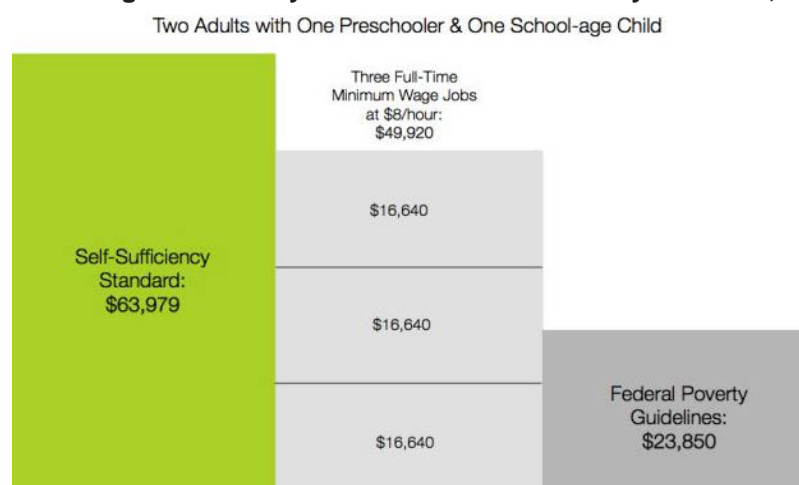 Two Adults with One Preschooler & One School-age Child
Three Full-Time
Minimum Wage Jobs
at $8/hour:
$49,920
$16,640
Self-Sufficiency
Standard:
$63,979
$16,640
Federal Poverty
Guidelines:
$23,850
$16,640